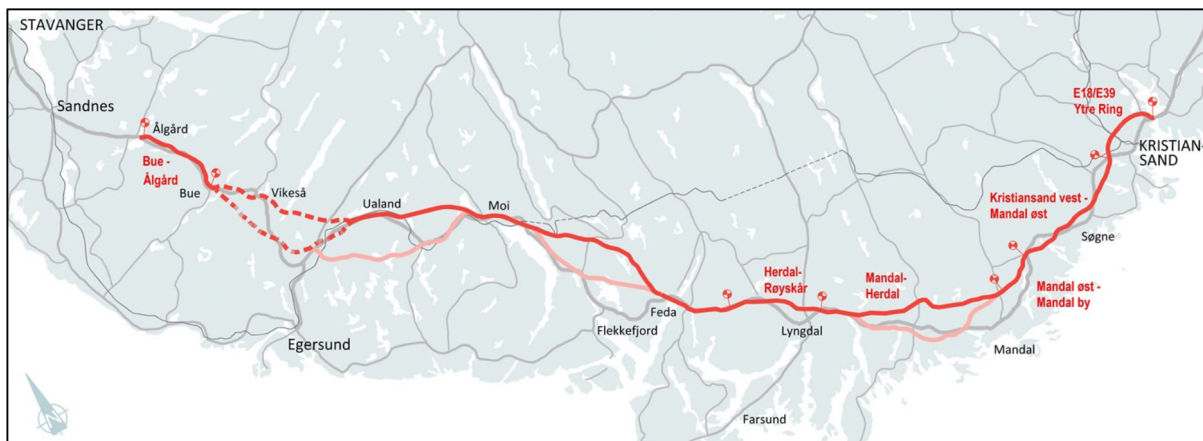 STAVANGER
Sandnes
Ålgård
Bue -
Ålgård
Bue
Vikeså
Ualand
Moi
Egersund
Feda
Flekkefjord
Herdal-
Røyskår
Lyngdal
Farsund
Mandal-
Herdal
Mandal
Mandal øst -
Mandal by
Søgne
Kristiansand vest -
Mandal øst
KRISTIAN-
SAND
E18/E39
Ytre Ring
N